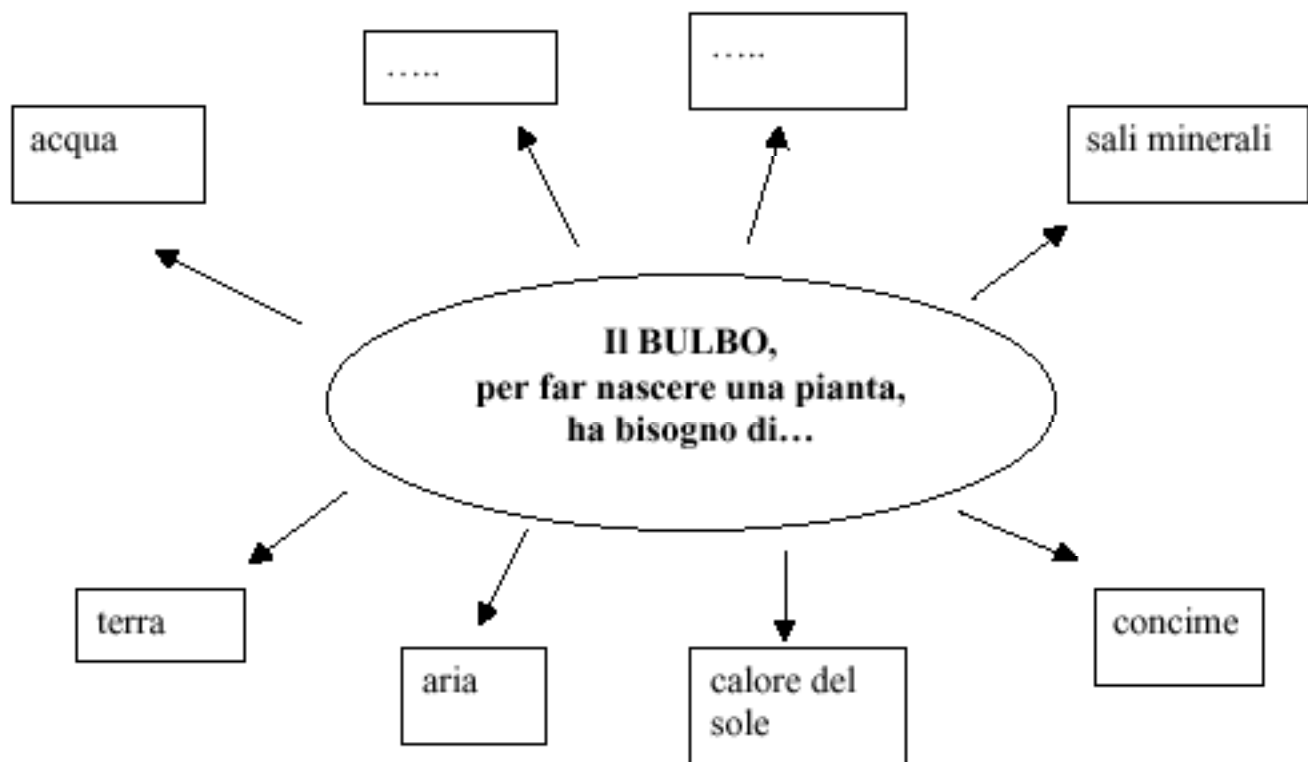 …..
…..
acqua
sali minerali
Il BULBO,
per far nascere una pianta,
ha bisogno di…
terra
aria
calore del
sole
concime